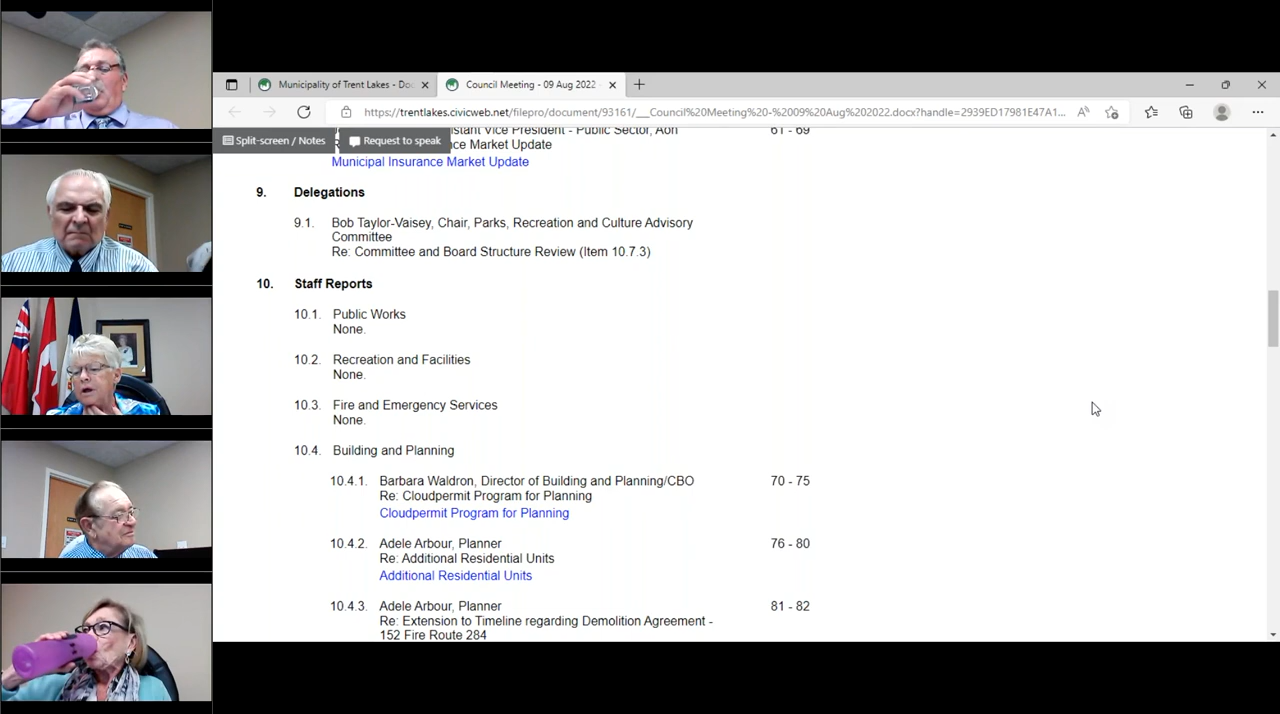 Municipality of Trent Lakes - Doc
Council Meeting - 09 Aug 2022
https://trentlakes.civicweb.net/filepro/document/93161/__Council%20Meeting%20-%2009%20Aug%202022.docx?handle=2939ED17981E47A1...
Split-screen / Notes
Request to speak
stant Vice President - Public Sector, Aon 61 - 69
nce Market Update
Municipal Insurance Market Update
9. Delegations
9.1. Bob Taylor-Vaisey, Chair, Parks, Recreation and Culture Advisory
Committee
Re: Committee and Board Structure Review (Item 10.7.3)
10. Staff Reports
10.1. Public Works
None.
10.2. Recreation and Facilities
None.
10.3. Fire and Emergency Services
None.
10.4. Building and Planning
10.4.1. Barbara Waldron, Director of Building and Planning/CBO 70 - 75
Re: Cloudpermit Program for Planning
Cloudpermit Program for Planning
10.4.2. Adele Arbour, Planner 76 - 80
Re: Additional Residential Units
Additional Residential Units
10.4.3. Adele Arbour, Planner 81 - 82
Re: Extension to Timeline regarding Demolition Agreement -
152 Fire Route 284